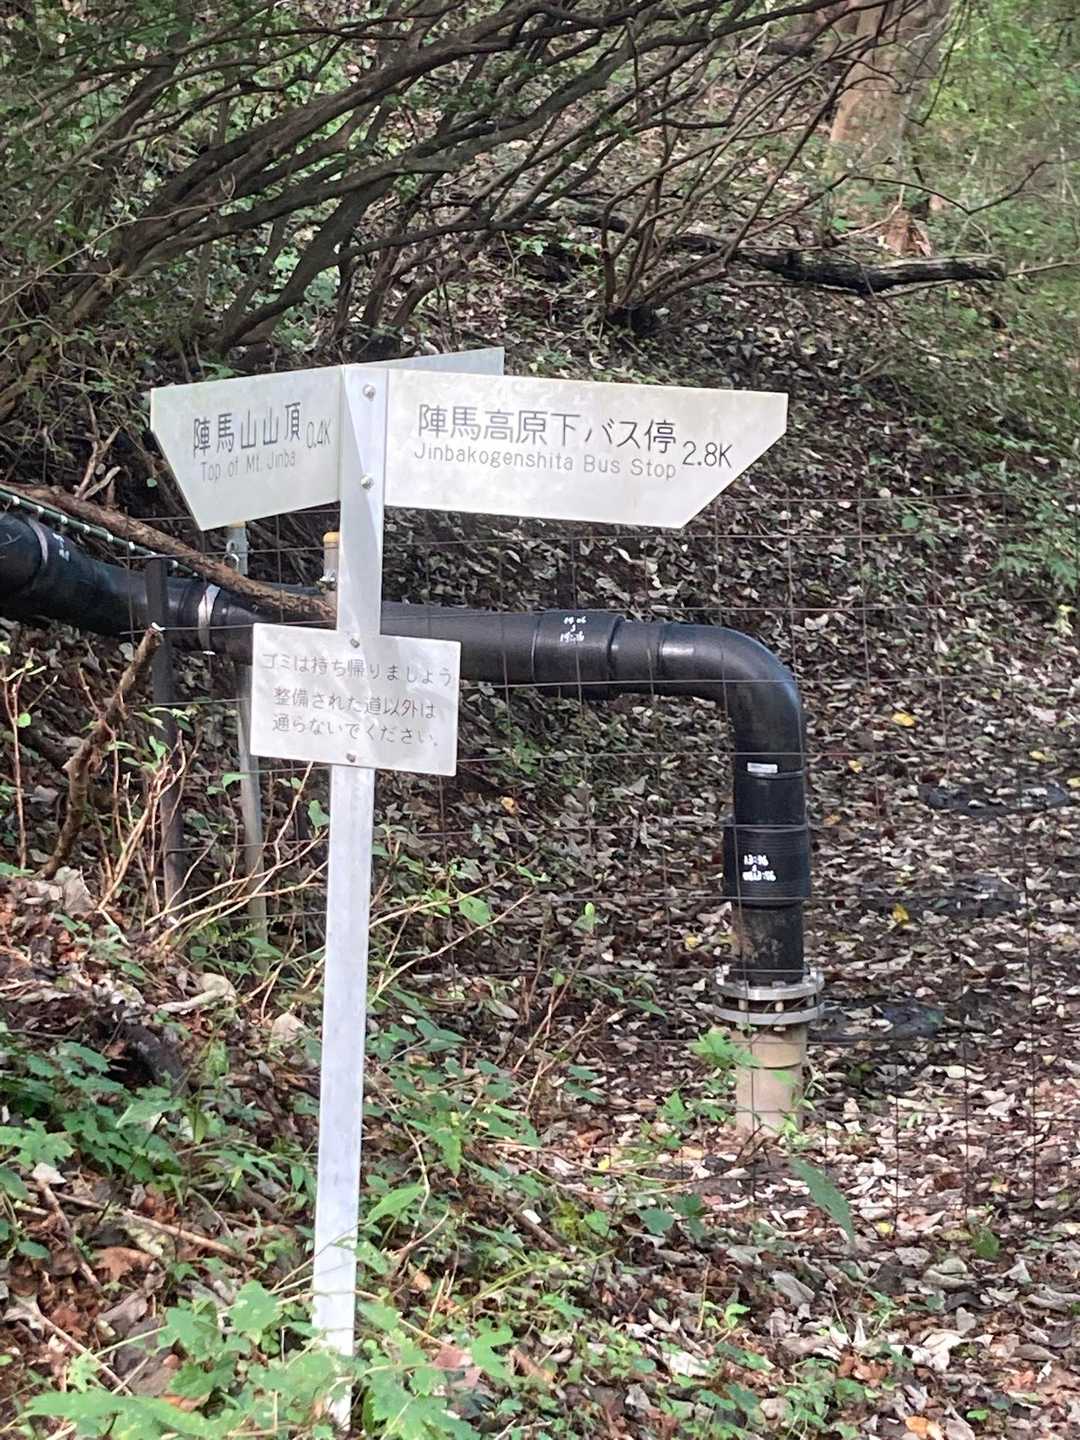 陣馬山山頂 0.4K
Top of Mt. Jinba
陣馬高原下バス停 2.8K
Jinbakogenshita Bus Stop
ゴミは持ち帰りましょう
整備された道以外は
通らないでください。